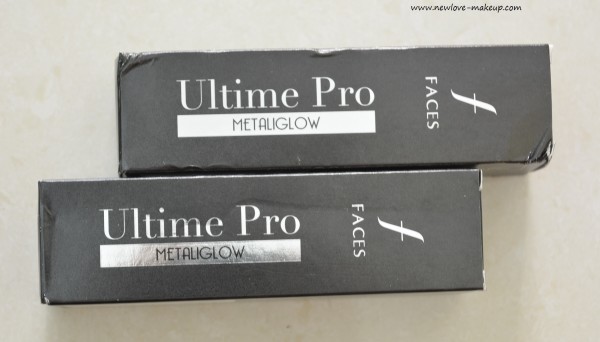 www.newlove-makeup.com
Ultime Pro
METALIGLOW
f
FACES
Ultime Pro
METALIGLOW
f
FACES